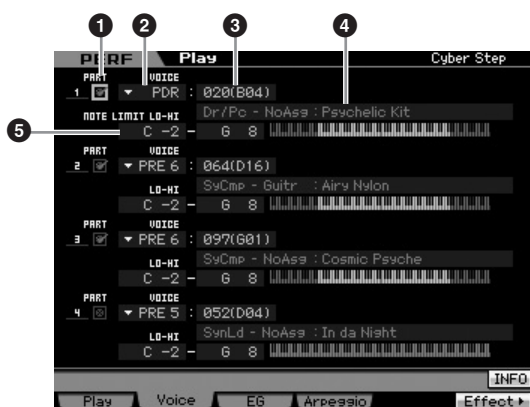 1 2 3 4
PERF Play Cyber Step
PART VOICE
1 PDR : 020(B04)
Dr/Pc - NoAsg : Psychelic Kit
NOTE LIMIT LO-HI
5
C -2 - G 8
PART VOICE
2 PRE 6 : 064(D16)
SyCmp - Guitr : Airy Nylon
LO-HI
C -2 - G 8
PART VOICE
3 PRE 6 : 097(G01)
SyCmp - NoAsg : Cosmic Psyche
LO-HI
C -2 - G 8
PART VOICE
4 PRE 5 : 052(D04)
SynLd - NoAsg : In da Night
LO-HI
C -2 - G 8
INFO
Play Voice EG Arpeggio Effect